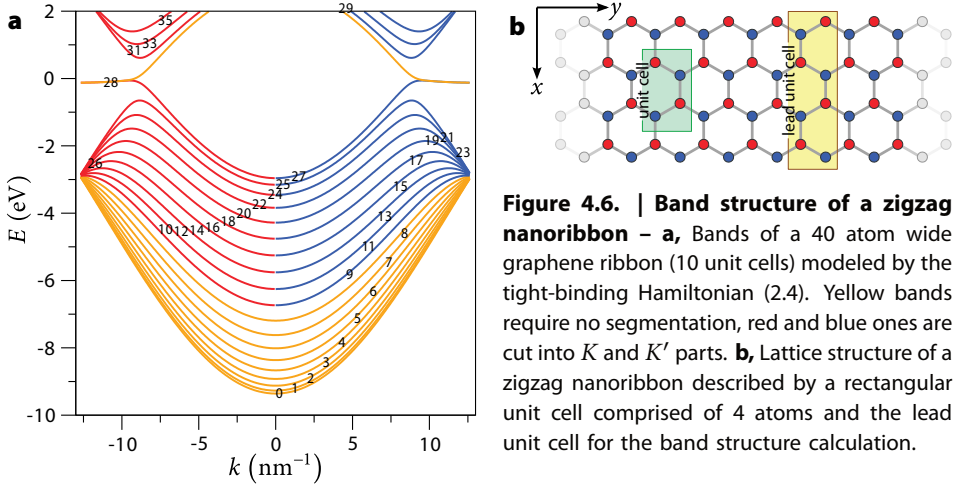 a
2
0
-2
-4
-6
-8
-10
E (eV)
-10 -5 0 5 10
k (nm⁻¹)
29
35
33
31
28
26
10 12 14 16 18 20 22 24 25 27
19 21
23
17
15
13
11
9
8
7
6
5
4
3
2
1
0
b
y
x
unit cell
lead unit cell
Figure 4.6. | Band structure of a zigzag
nanoribbon – a, Bands of a 40 atom wide
graphene ribbon (10 unit cells) modeled by the
tight-binding Hamiltonian (2.4). Yellow bands
require no segmentation, red and blue ones are
cut into K and K′ parts. b, Lattice structure of a
zigzag nanoribbon described by a rectangular
unit cell comprised of 4 atoms and the lead
unit cell for the band structure calculation.